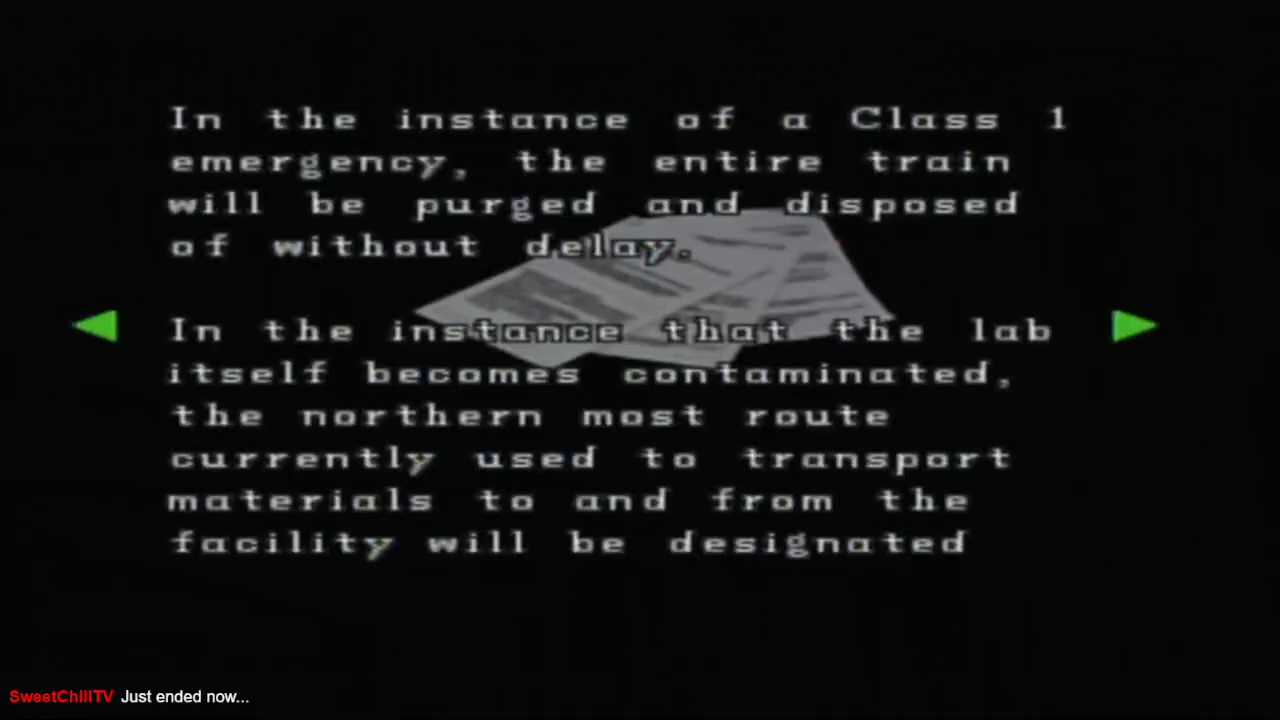 In the instance of a Class 1
emergency, the entire train
will be purged and disposed
of without delay.
In the instance that the lab
itself becomes contaminated,
the northern most route
currently used to transport
materials to and from the
facility will be designated
SweetChillTV Just ended now...